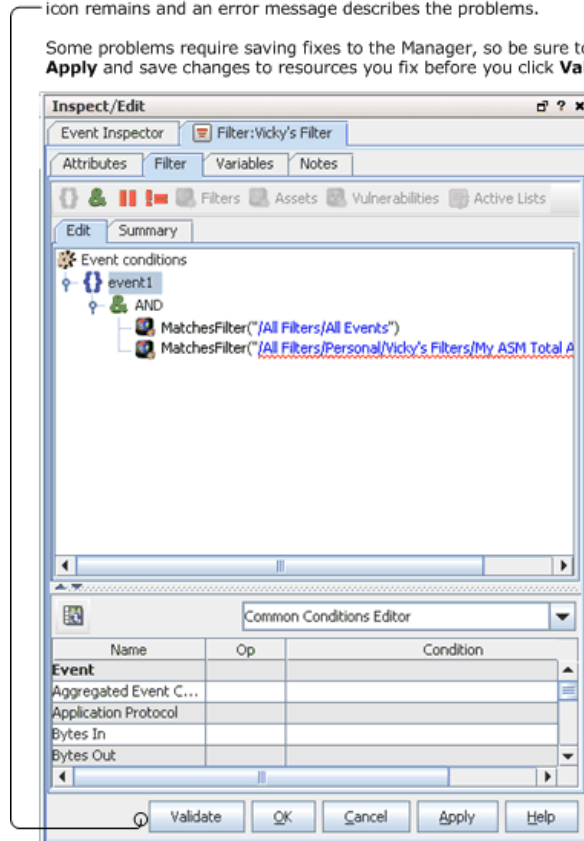 icon remains and an error message describes the problems.
Some problems require saving fixes to the Manager, so be sure to
Apply and save changes to resources you fix before you click Val
Inspect/Edit
Event Inspector Filter:Vicky's Filter
Attributes Filter Variables Notes
Filters Assets Vulnerabilities Active Lists
Edit Summary
Event conditions
{} event1
& AND
MatchesFilter("/All Filters/All Events")
MatchesFilter("/All Filters/Personal/Vicky's Filters/My ASM Total A
Common Conditions Editor
Name Op Condition
Event
Aggregated Event C...
Application Protocol
Bytes In
Bytes Out
Validate OK Cancel Apply Help